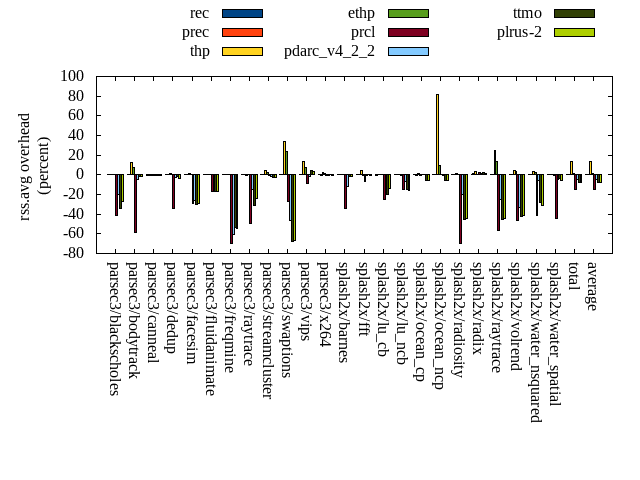 rec ethp ttmo
prec prcl plrus-2
thp pdarc_v4_2_2
rss.avg overhead
(percent)
100
80
60
40
20
0
-20
-40
-60
-80
parsec3/blackscholes
parsec3/bodytrack
parsec3/canneal
parsec3/dedup
parsec3/facesim
parsec3/fluidanimate
parsec3/freqmine
parsec3/raytrace
parsec3/streamcluster
parsec3/swaptions
parsec3/vips
parsec3/x264
splash2x/barnes
splash2x/fft
splash2x/lu_cb
splash2x/lu_ncb
splash2x/ocean_cp
splash2x/ocean_ncp
splash2x/radiosity
splash2x/radix
splash2x/raytrace
splash2x/volrend
splash2x/water_nsquared
splash2x/water_spatial
total
average